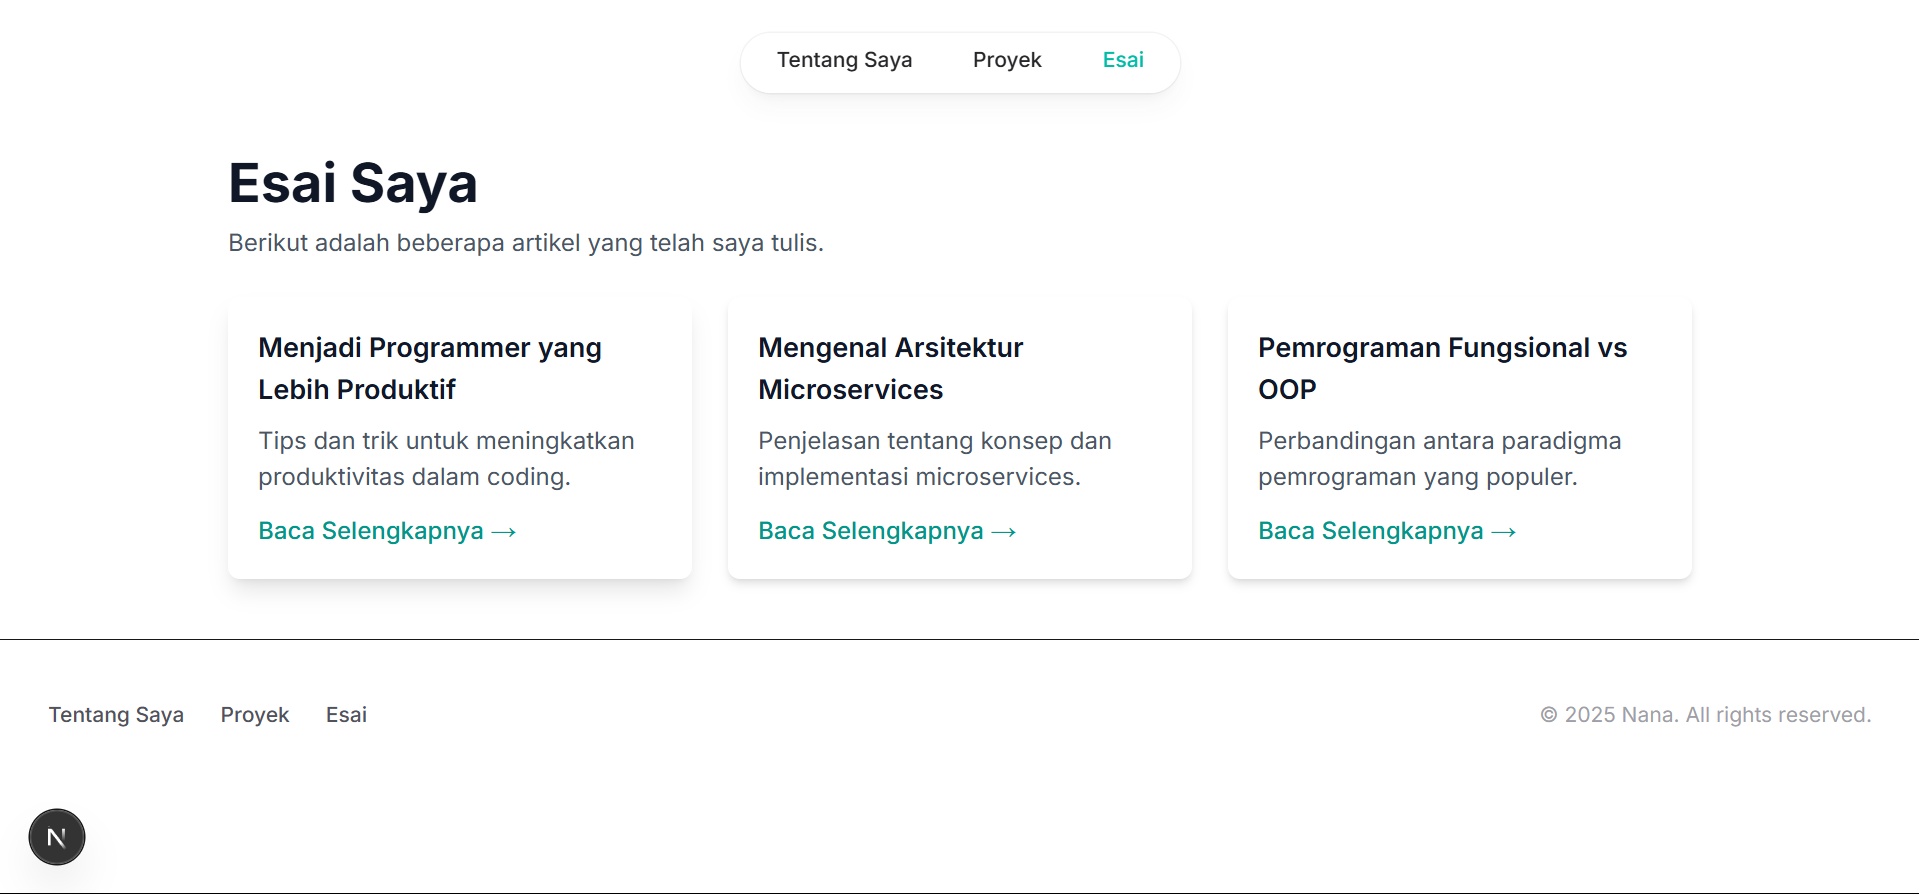 Tentang Saya Proyek Esai
Esai Saya
Berikut adalah beberapa artikel yang telah saya tulis.
Menjadi Programmer yang
Lebih Produktif
Tips dan trik untuk meningkatkan
produktivitas dalam coding.
Baca Selengkapnya →
Mengenal Arsitektur
Microservices
Penjelasan tentang konsep dan
implementasi microservices.
Baca Selengkapnya →
Pemrograman Fungsional vs
OOP
Perbandingan antara paradigma
pemrograman yang populer.
Baca Selengkapnya →
Tentang Saya Proyek Esai
© 2025 Nana. All rights reserved.
N